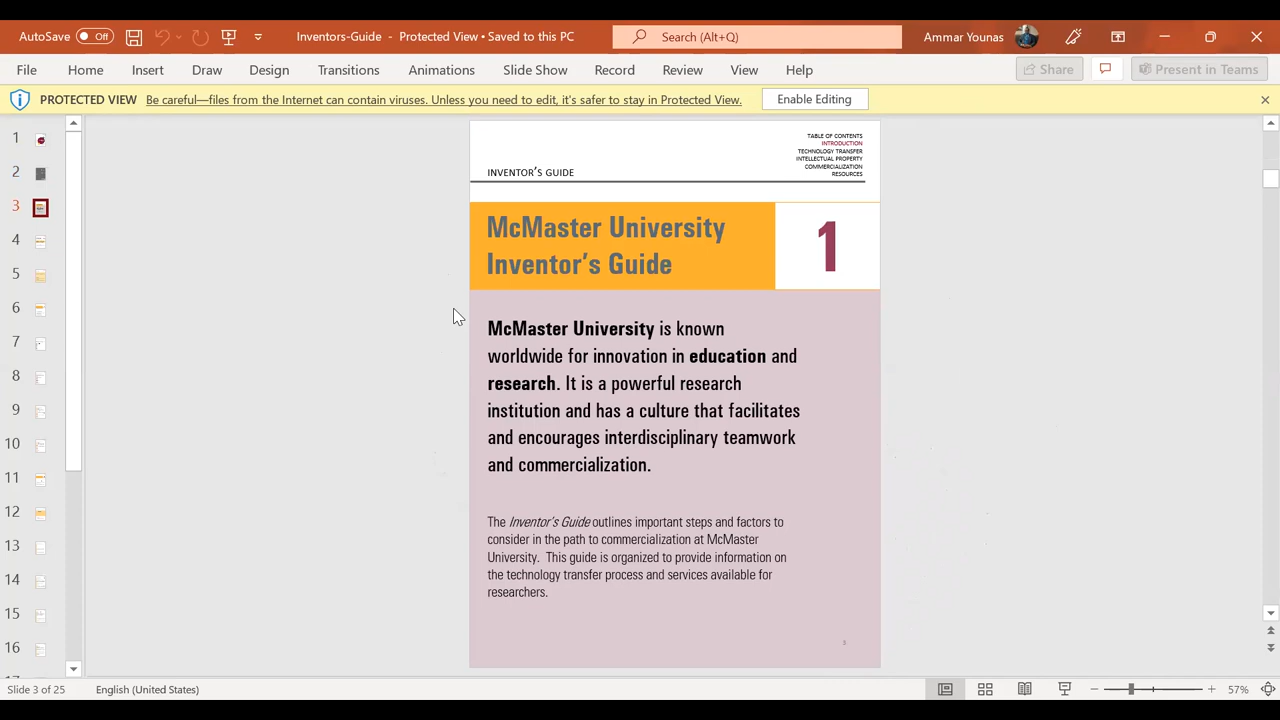 AutoSave Off Inventors-Guide - Protected View • Saved to this PC Search (Alt+Q) Ammar Younas
File Home Insert Draw Design Transitions Animations Slide Show Record Review View Help Share Present in Teams
PROTECTED VIEW Be careful—files from the Internet can contain viruses. Unless you need to edit, it's safer to stay in Protected View. Enable Editing
1
2
3
4
5
6
7
8
9
10
11
12
13
14
15
16
TABLE OF CONTENTS
INTRODUCTION
TECHNOLOGY TRANSFER
INTELLECTUAL PROPERTY
COMMERCIALIZATION
RESOURCES
INVENTOR'S GUIDE
McMaster University
Inventor's Guide
1
McMaster University is known
worldwide for innovation in education and
research. It is a powerful research
institution and has a culture that facilitates
and encourages interdisciplinary teamwork
and commercialization.
The Inventor's Guide outlines important steps and factors to
consider in the path to commercialization at McMaster
University. This guide is organized to provide information on
the technology transfer process and services available for
researchers.
3
Slide 3 of 25 English (United States) 57%